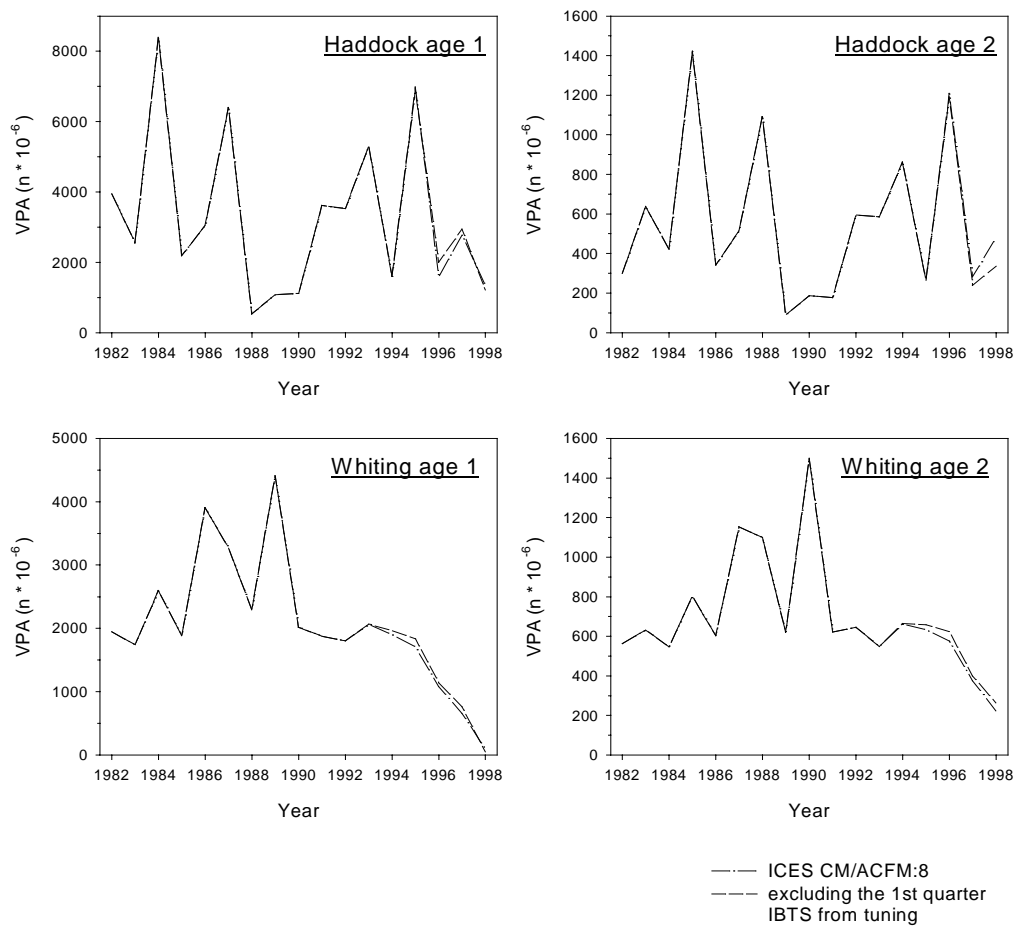 Haddock age 1
8000
6000
4000
2000
0
VPA (n * 10^-6)
1982 1984 1986 1988 1990 1992 1994 1996 1998
Year
Haddock age 2
1600
1400
1200
1000
800
600
400
200
0
VPA (n * 10^-6)
1982 1984 1986 1988 1990 1992 1994 1996 1998
Year
Whiting age 1
5000
4000
3000
2000
1000
0
VPA (n * 10^-6)
1982 1984 1986 1988 1990 1992 1994 1996 1998
Year
Whiting age 2
1600
1400
1200
1000
800
600
400
200
0
VPA (n * 10^-6)
1982 1984 1986 1988 1990 1992 1994 1996 1998
Year
ICES CM/ACFM:8
excluding the 1st quarter
IBTS from tuning